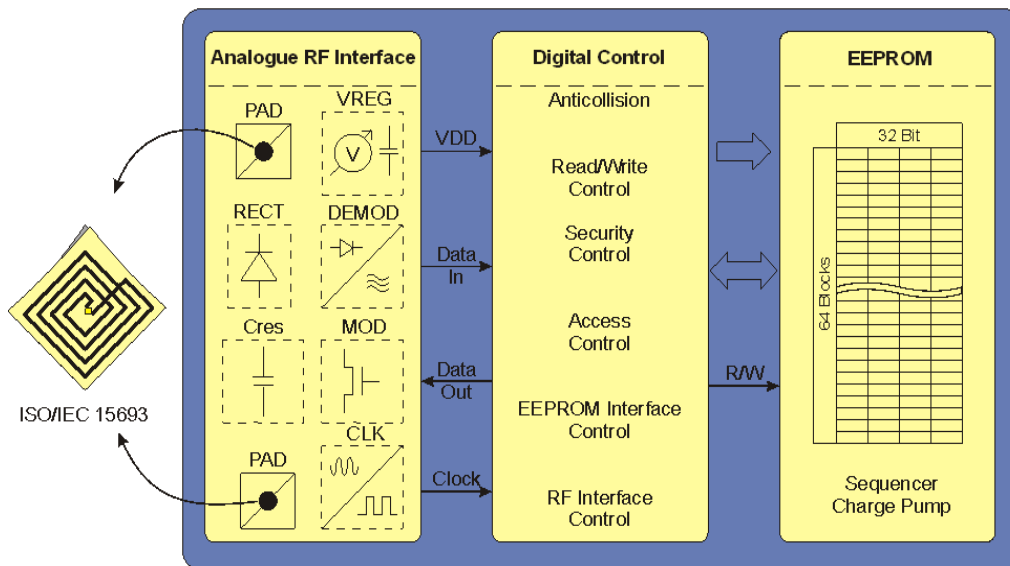 Analogue RF Interface
PAD
VREG
V
RECT
DEMOD
Cres
MOD
PAD
CLK
ISO/IEC 15693
VDD
Data
In
Data
Out
Clock
Digital Control
Anticollision
Read/Write
Control
Security
Control
Access
Control
EEPROM Interface
Control
RF Interface
Control
R/W
EEPROM
32 Bit
64 Blocks
Sequencer
Charge Pump